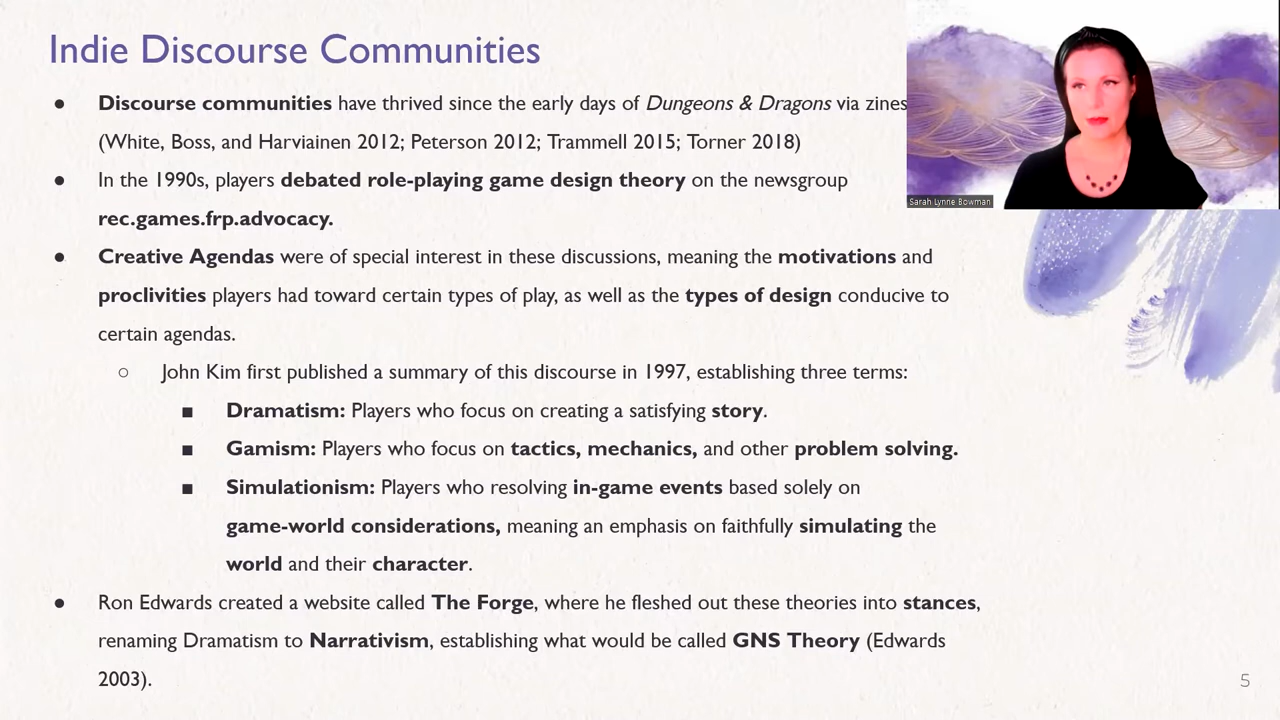 Indie Discourse Communities
● Discourse communities have thrived since the early days of Dungeons & Dragons via zines
(White, Boss, and Harviainen 2012; Peterson 2012; Trammell 2015; Torner 2018)
● In the 1990s, players debated role-playing game design theory on the newsgroup
rec.games.frp.advocacy.
● Creative Agendas were of special interest in these discussions, meaning the motivations and
proclivities players had toward certain types of play, as well as the types of design conducive to
certain agendas.
○ John Kim first published a summary of this discourse in 1997, establishing three terms:
■ Dramatism: Players who focus on creating a satisfying story.
■ Gamism: Players who focus on tactics, mechanics, and other problem solving.
■ Simulationism: Players who resolving in-game events based solely on
game-world considerations, meaning an emphasis on faithfully simulating the
world and their character.
● Ron Edwards created a website called The Forge, where he fleshed out these theories into stances,
renaming Dramatism to Narrativism, establishing what would be called GNS Theory (Edwards
2003).
Sarah Lynne Bowman
5